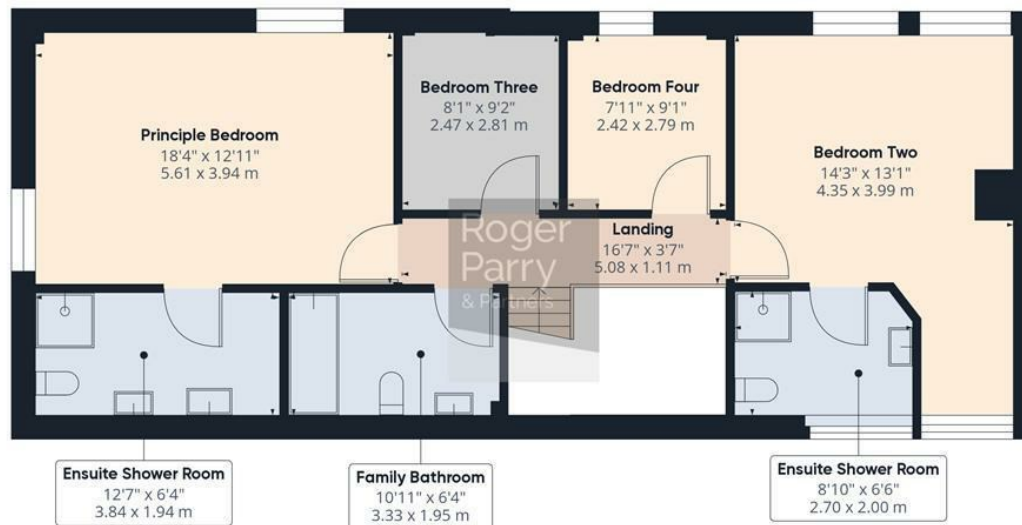 Principle Bedroom
18'4" x 12'11"
5.61 x 3.94 m
Bedroom Three
8'1" x 9'2"
2.47 x 2.81 m
Bedroom Four
7'11" x 9'1"
2.42 x 2.79 m
Bedroom Two
14'3" x 13'1"
4.35 x 3.99 m
Landing
16'7" x 3'7"
5.08 x 1.11 m
Roger
Parry
& Partners
Ensuite Shower Room
12'7" x 6'4"
3.84 x 1.94 m
Family Bathroom
10'11" x 6'4"
3.33 x 1.95 m
Ensuite Shower Room
8'10" x 6'6"
2.70 x 2.00 m